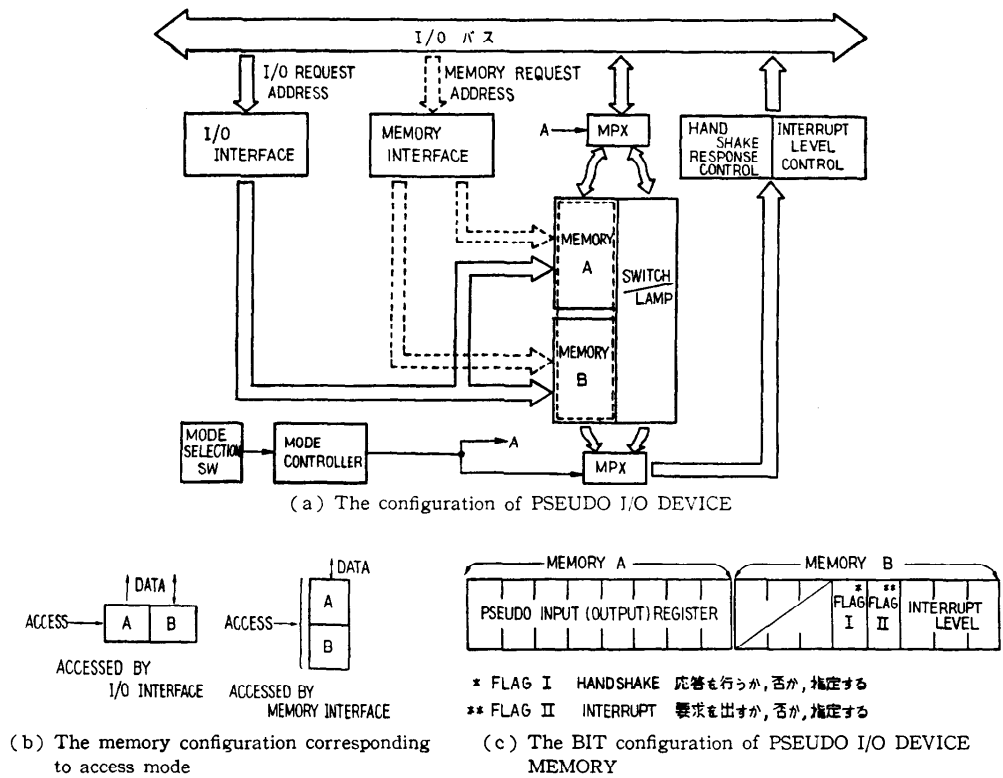 I/O バス
I/O REQUEST
ADDRESS
MEMORY REQUEST
ADDRESS
I/O
INTERFACE
MEMORY
INTERFACE
A
MPX
HAND
SHAKE
RESPONSE
CONTROL
INTERRUPT
LEVEL
CONTROL
MEMORY
A
SWITCH
LAMP
MEMORY
B
MODE
SELECTION
SW
MODE
CONTROLLER
A
MPX
(a) The configuration of PSEUDO I/O DEVICE
DATA
ACCESS
A B
ACCESSED BY
I/O INTERFACE
DATA
ACCESS
A
B
ACCESSED BY
MEMORY INTERFACE
(b) The memory configuration corresponding
to access mode
MEMORY A
MEMORY B
PSEUDO INPUT (OUTPUT) REGISTER
*
FLAG
I
**
FLAG
II
INTERRUPT
LEVEL
* FLAG I HANDSHAKE 応答を行うか,否か,指定する
** FLAG II INTERRUPT 要求を出すか,否か,指定する
(c) The BIT configuration of PSEUDO I/O DEVICE
MEMORY